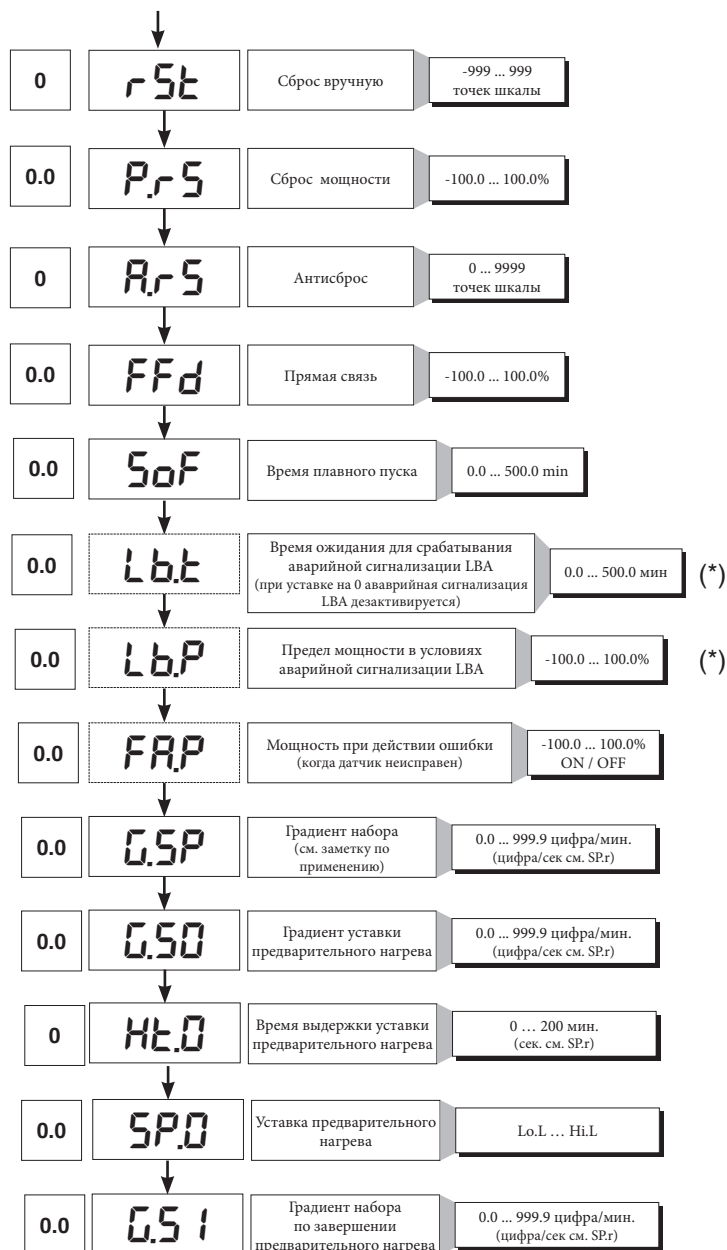 0
rSt
Сброс вручную
-999 ... 999
точек шкалы
0.0
P.rS
Сброс мощности
-100.0 ... 100.0%
0
A.rS
Антисброс
0 ... 9999
точек шкалы
0.0
FFd
Прямая связь
-100.0 ... 100.0%
0.0
SoF
Время плавного пуска
0.0 ... 500.0 min
0.0
Lb.t
Время ожидания для срабатывания
аварийной сигнализации LBA
(при уставке на 0 ававрийная сигнализация
LBA дезактивируется)
0.0 ... 500.0 мин
(*)
0.0
Lb.P
Предел мощности в условиях
аварийной сигнализации LBA
-100.0 ... 100.0%
(*)
0.0
FA.P
Мощность при действии ошибки
(когда датчик неисправен)
-100.0 ... 100.0%
ON / OFF
0.0
G.SP
Градиент набора
(см. заметку по
применению)
0.0 ... 999.9 цифра/мин.
(цифра/сек см. SP.r)
0.0
G.S0
Градиент уставки
предварительного нагрева
0.0 ... 999.9 цифра/мин.
(цифра/сек см. SP.r)
0
Ht.0
Время выдержки уставки
предварительного нагрева
0 … 200 мин.
(сек. см. SP.r)
0.0
SP.0
Уставка предварительного
нагрева
Lo.L … Hi.L
0.0
G.S1
Градиент набора
по завершении
предварительного нагрева
0.0 ... 999.9 цифра/мин.
(цифра/сек см. SP.r)